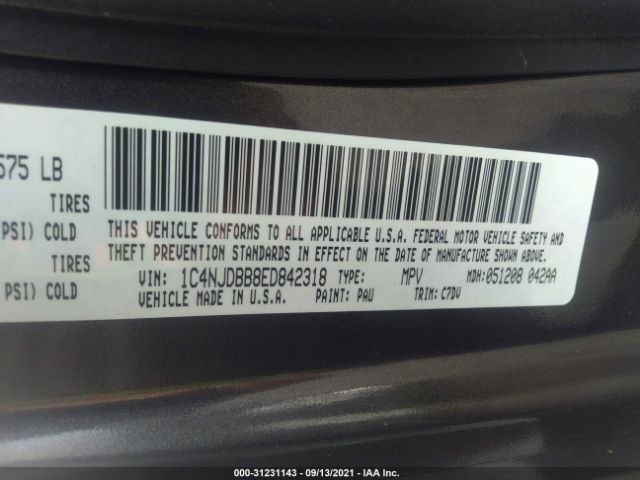 575 LB
TIRES
PSI) COLD
TIRES
PSI) COLD
THIS VEHICLE CONFORMS TO ALL APPLICABLE U.S.A. FEDERAL MOTOR VEHICLE SAFETY AND
THEFT PREVENTION STANDARDS IN EFFECT ON THE DATE OF MANUFACTURE SHOWN ABOVE.
VIN: 1C4NJDBB8ED842318 TYPE: MPV MDH:051208 042AA
VEHICLE MADE IN U.S.A. PAINT: PAU TRIM: C7DV
000-31231143 - 09/13/2021 - IAA Inc.